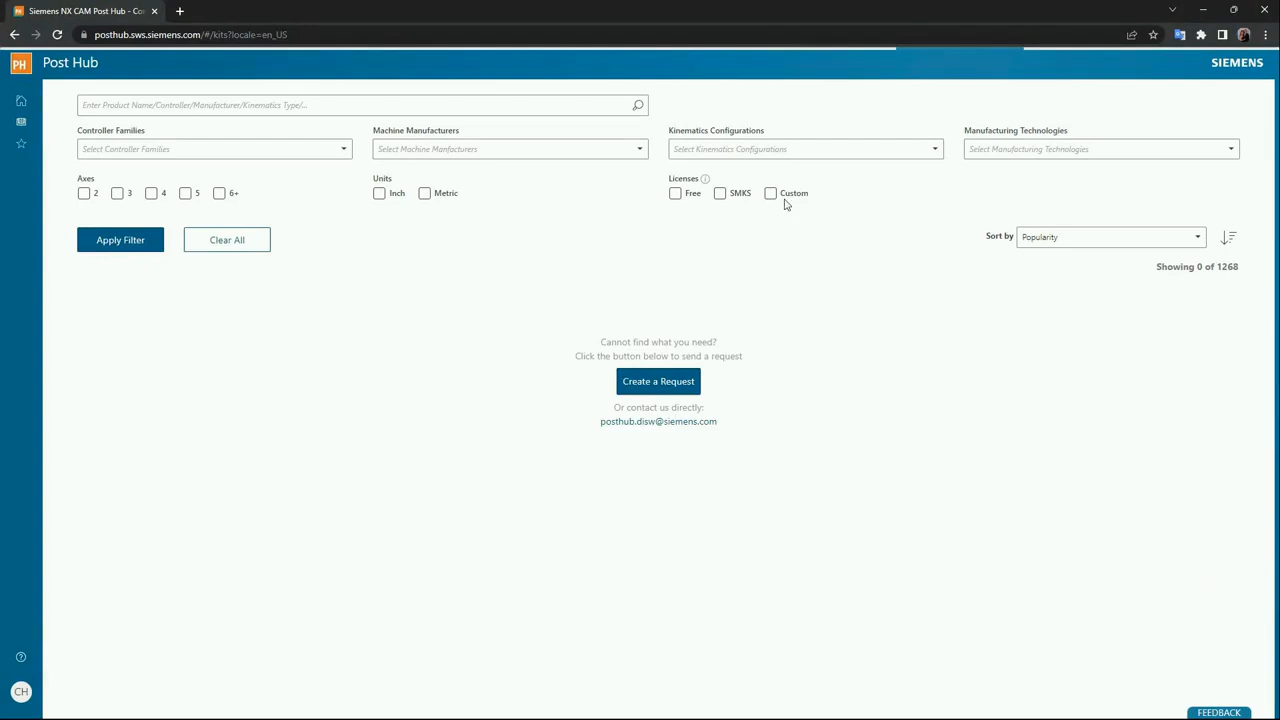 Siemens NX CAM Post Hub - Co
posthub.sws.siemens.com/#/kits?locale=en_US
PH
Post Hub
SIEMENS
Enter Product Name/Controller/Manufacturer/Kinematics Type/...
Controller Families
Machine Manufacturers
Kinematics Configurations
Manufacturing Technologies
Select Controller Families
Select Machine Manfacturers
Select Kinematics Configurations
Select Manufacturing Technologies
Axes
Units
Licenses
2 3 4 5 6+
Inch Metric
Free SMKS Custom
Apply Filter
Clear All
Sort by
Popularity
Showing 0 of 1268
Cannot find what you need?
Click the button below to send a request
Create a Request
Or contact us directly:
posthub.disw@siemens.com
CH
FEEDBACK